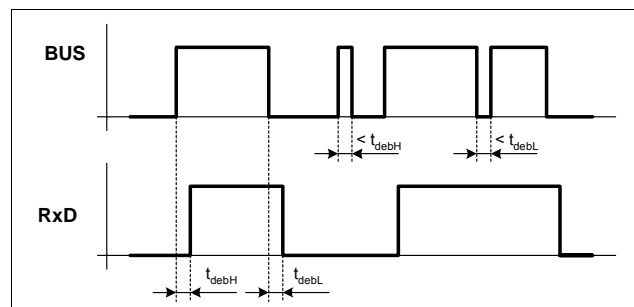 BUS
< t_debH
< t_debL
RxD
t_debH
t_debL